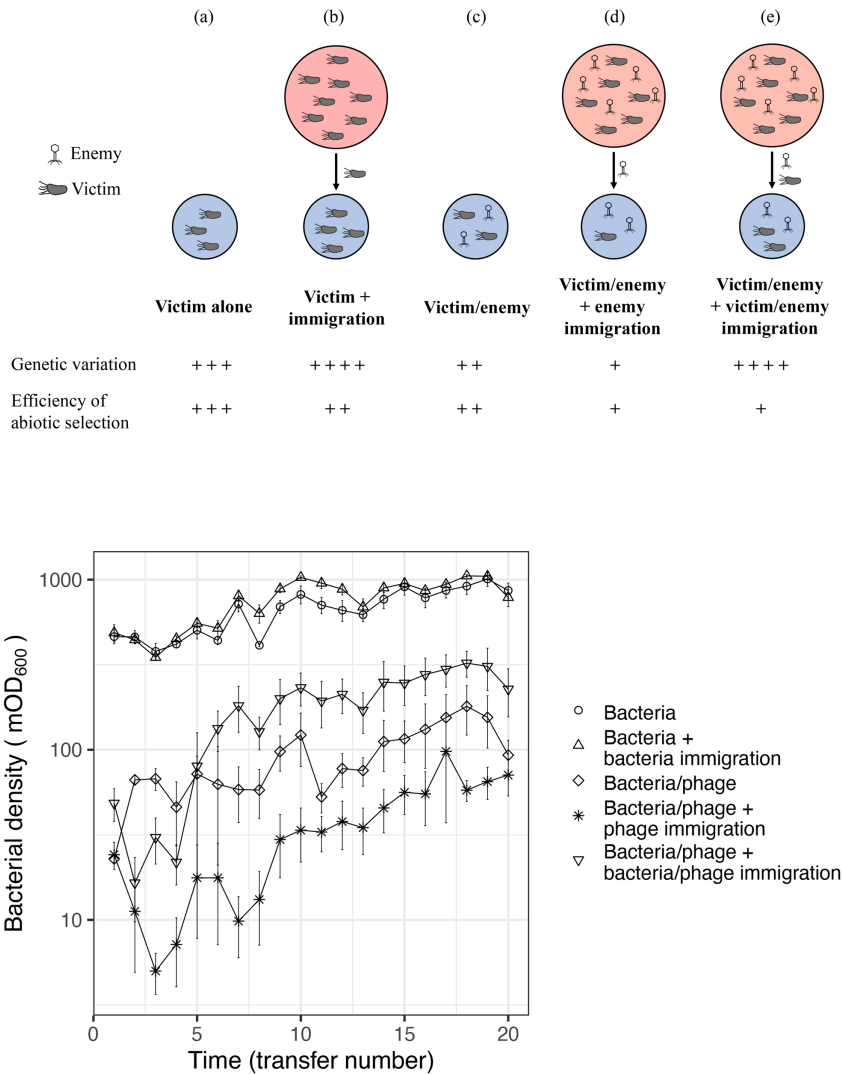 (a) (b) (c) (d) (e)
Enemy
Victim
Victim alone
Victim +
immigration
Victim/enemy
Victim/enemy
+ enemy
immigration
Victim/enemy
+ victim/enemy
immigration
Genetic variation +++ ++++ ++ + ++++
Efficiency of
abiotic selection +++ ++ ++ + +
1000
100
10
0 5 10 15 20
Bacterial density ( mOD600 )
Time (transfer number)
Bacteria
Bacteria +
bacteria immigration
Bacteria/phage
Bacteria/phage +
phage immigration
Bacteria/phage +
bacteria/phage immigration